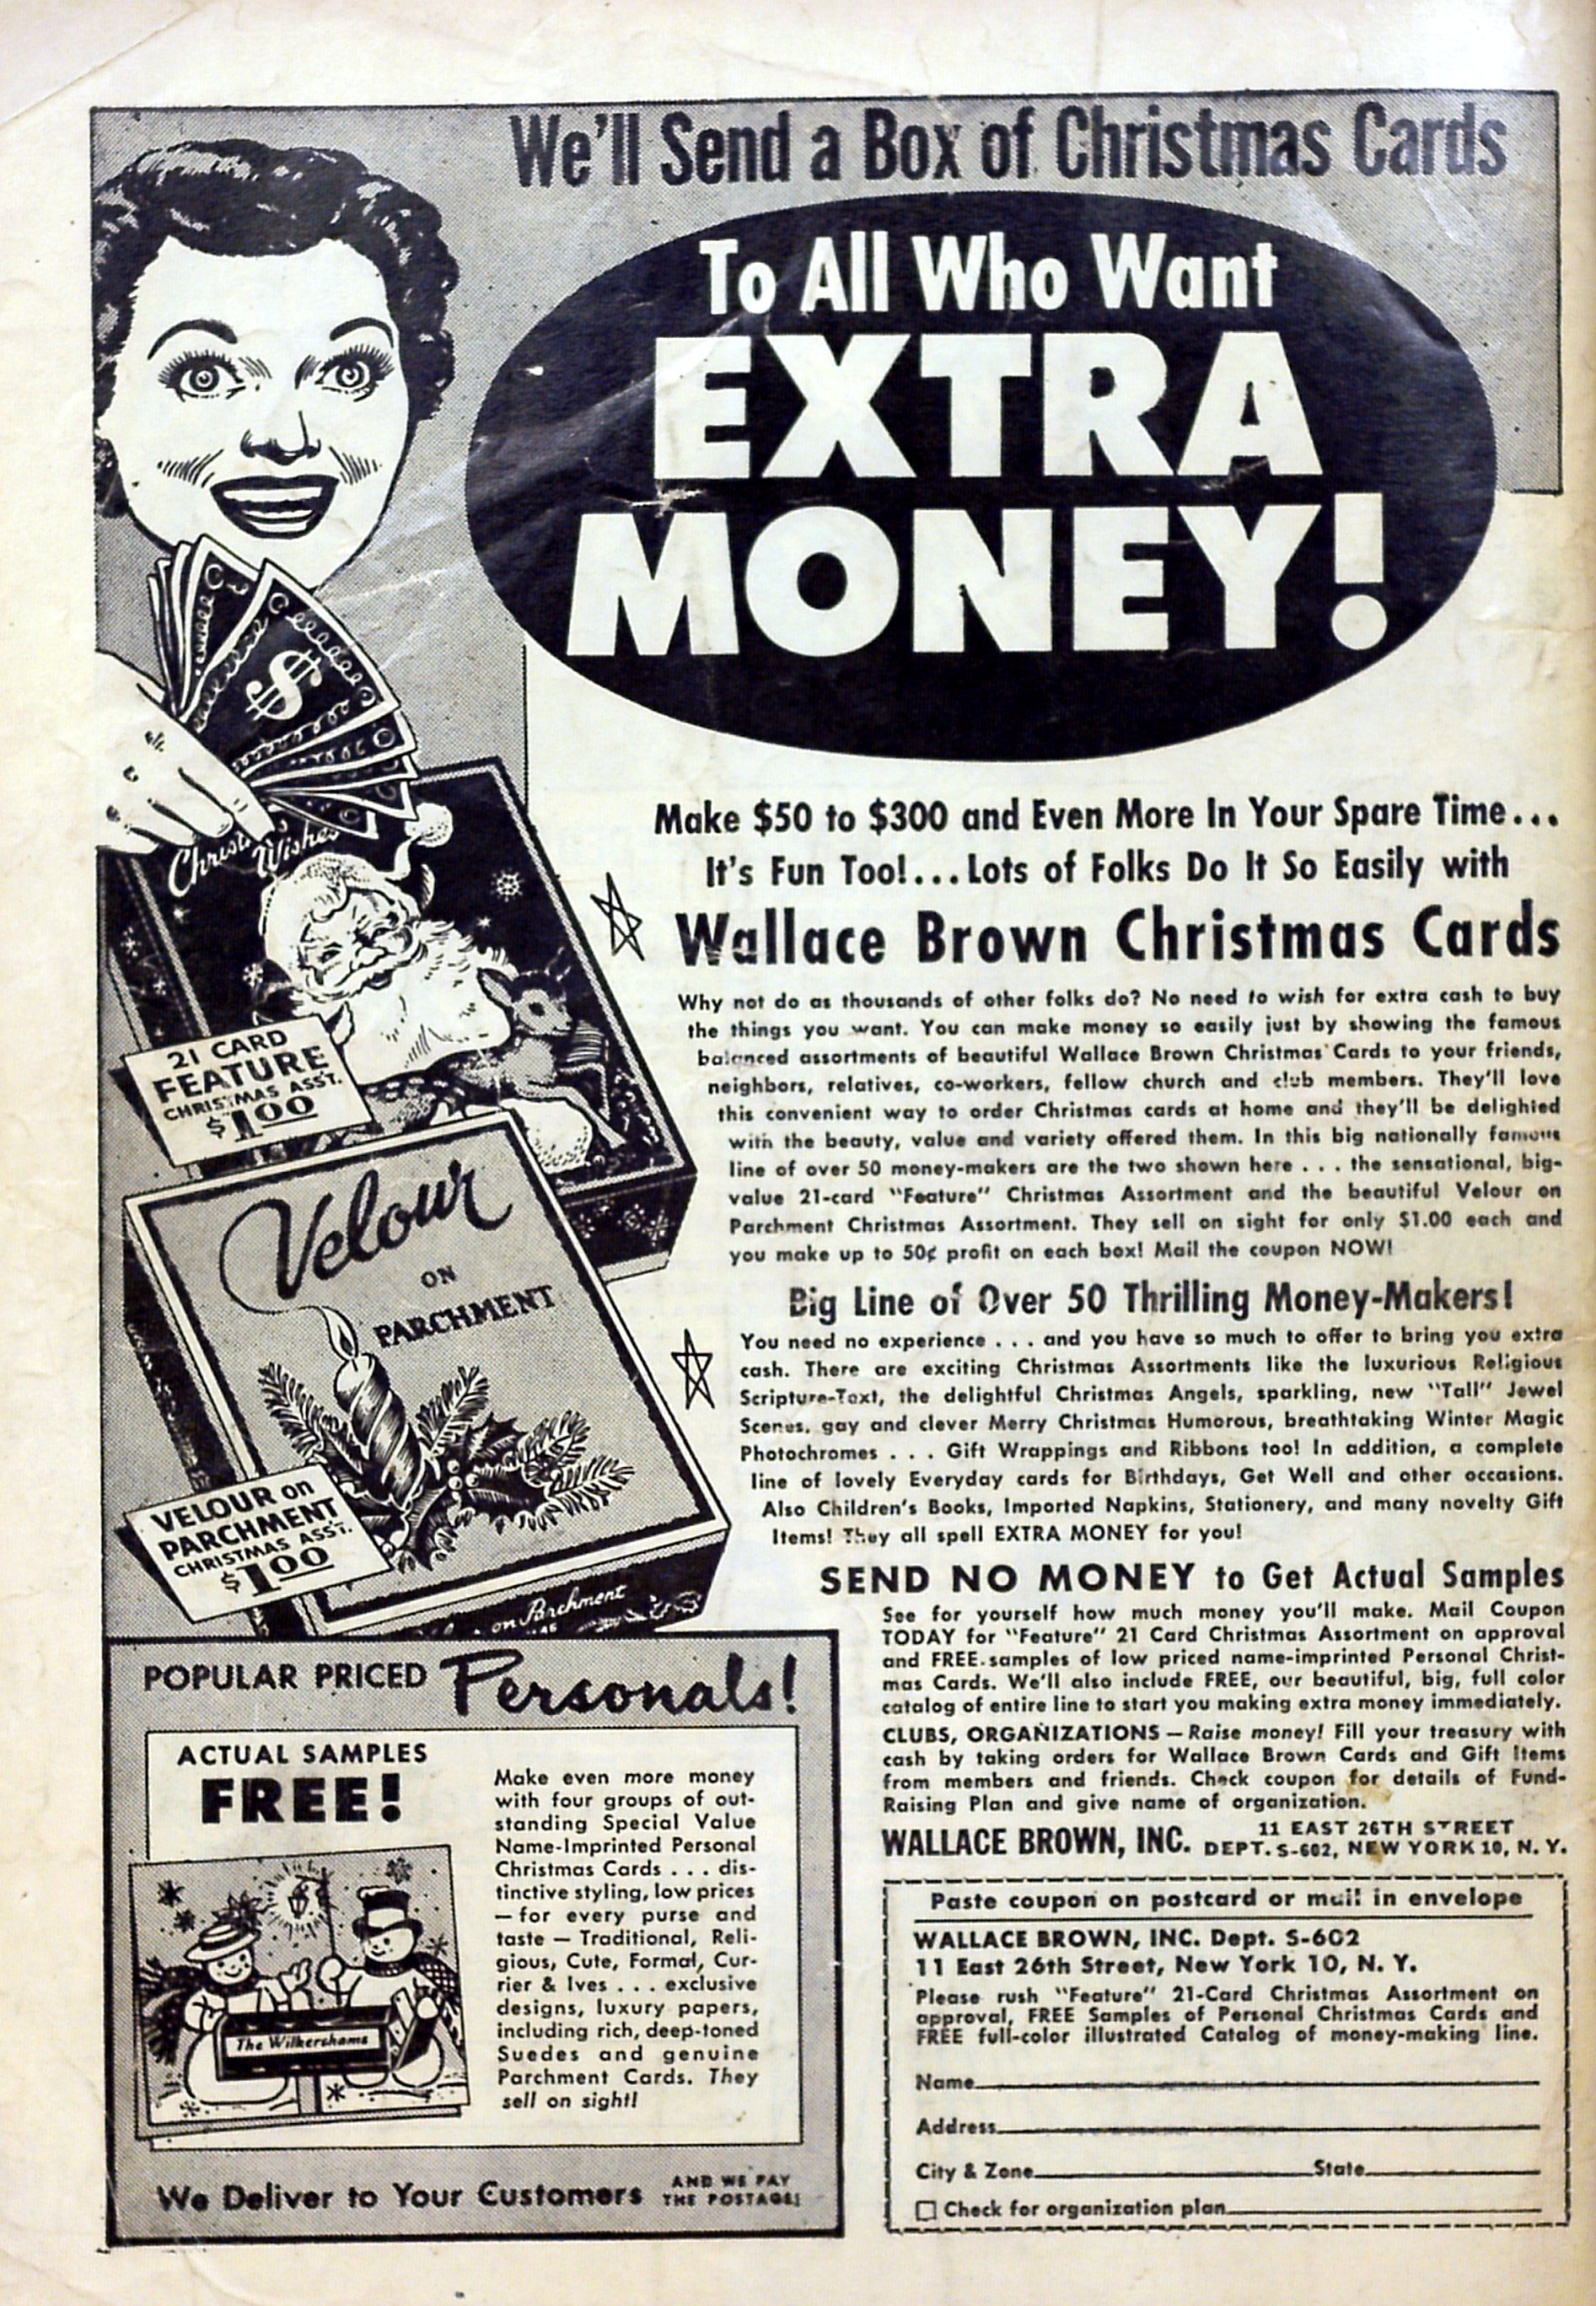 We'll Send a Box of Christmas Cards
To All Who Want
EXTRA
MONEY!
Make $50 to $300 and Even More In Your Spare Time...
It's Fun Too!...Lots of Folks Do It So Easily with
Wallace Brown Christmas Cards
Why not do as thousands of other folks do? No need to wish for extra cash to buy
the things you want. You can make money so easily just by showing the famous
balanced assortments of beautiful Wallace Brown Christmas Cards to your friends,
neighbors, relatives, co-workers, fellow church and club members. They'll love
this convenient way to order Christmas cards at home and they'll be delighted
with the beauty, value and variety offered them. In this big nationally famous
line of over 50 money-makers are the two shown here . . . the sensational, big-
value 21-card "Feature" Christmas Assortment and the beautiful Velour on
Parchment Christmas Assortment. They sell on sight for only $1.00 each and
you make up to 50¢ profit on each box! Mail the coupon NOW!
Big Line of Over 50 Thrilling Money-Makers!
You need no experience . . . and you have so much to offer to bring you extra
cash. There are exciting Christmas Assortments like the luxurious Religious
Scripture-Text, the delightful Christmas Angels, sparkling, new "Tall" Jewel
Scenes, gay and clever Merry Christmas Humorous, breathtaking Winter Magic
Photochromes . . . Gift Wrappings and Ribbons too! In addition, a complete
line of lovely Everyday cards for Birthdays, Get Well and other occasions.
Also Children's Books, Imported Napkins, Stationery, and many novelty Gift
Items! They all spell EXTRA MONEY for you!
SEND NO MONEY to Get Actual Samples
See for yourself how much money you'll make. Mail Coupon
TODAY for "Feature" 21 Card Christmas Assortment on approval
and FREE samples of low priced name-imprinted Personal Christ-
mas Cards. We'll also include FREE, our beautiful, big, full color
catalog of entire line to start you making extra money immediately.
CLUBS, ORGANIZATIONS — Raise money! Fill your treasury with
cash by taking orders for Wallace Brown Cards and Gift Items
from members and friends. Check coupon for details of Fund-
Raising Plan and give name of organization.
WALLACE BROWN, INC. 11 EAST 26TH STREET
DEPT. S-602, NEW YORK 10, N. Y.
Paste coupon on postcard or mail in envelope
WALLACE BROWN, INC. Dept. S-602
11 East 26th Street, New York 10, N. Y.
Please rush "Feature" 21-Card Christmas Assortment on
approval, FREE Samples of Personal Christmas Cards and
FREE full-color illustrated Catalog of money-making line.
Name
Address
City & Zone State
Check for organization plan
Christmas
Wishes
21 CARD
FEATURE
CHRISTMAS ASS'T.
$1.00
Velour
ON
PARCHMENT
VELOUR on
PARCHMENT
CHRISTMAS ASS'T.
$1.00
on Parchment
POPULAR PRICED Personals!
ACTUAL SAMPLES
FREE!
The Wilkershams
Make even more money
with four groups of out-
standing Special Value
Name-Imprinted Personal
Christmas Cards . . . dis-
tinctive styling, low prices
— for every purse and
taste — Traditional, Reli-
gious, Cute, Formal, Cur-
rier & Ives . . . exclusive
designs, luxury papers,
including rich, deep-toned
Suedes and genuine
Parchment Cards. They
sell on sight!
We Deliver to Your Customers AND WE PAY
THE POSTAGE!